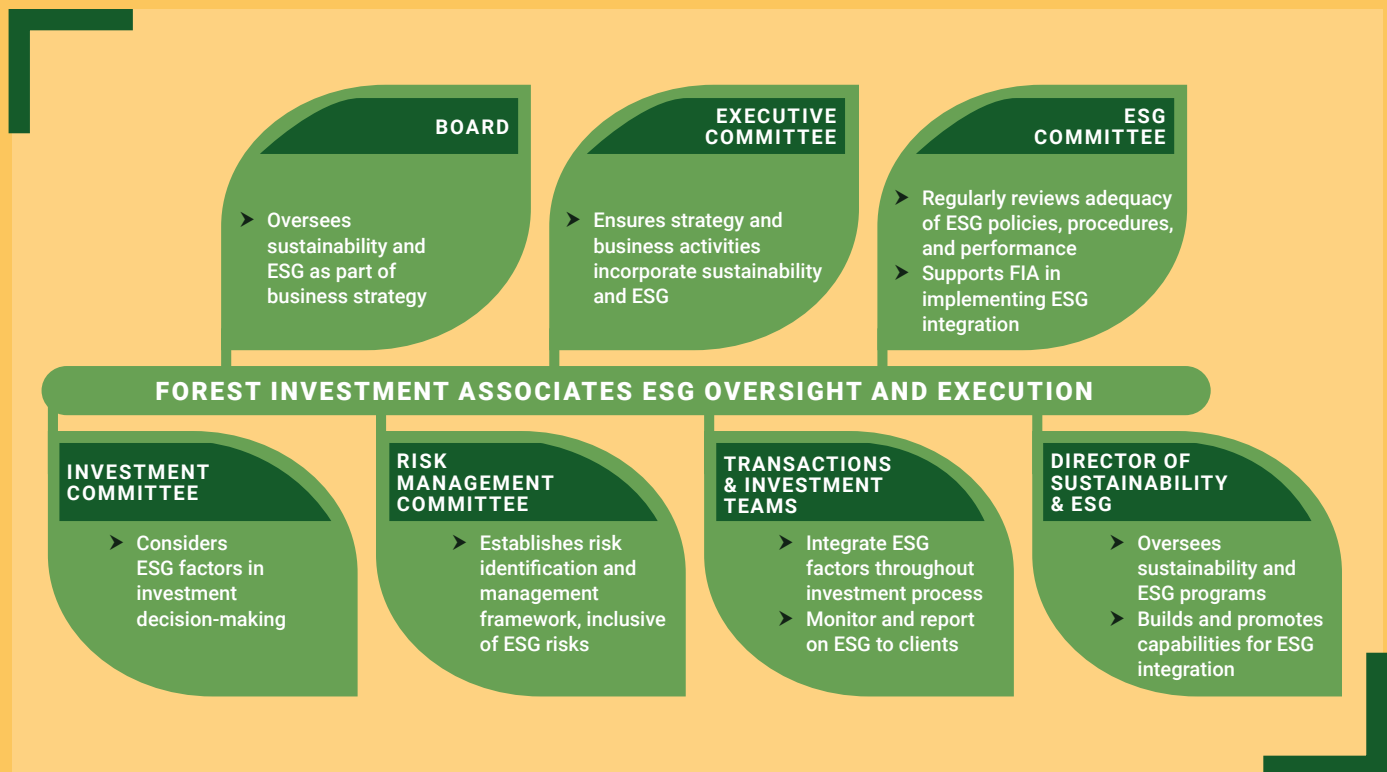 BOARD
Oversees
sustainability and
ESG as part of
business strategy
EXECUTIVE
COMMITTEE
Ensures strategy and
business activities
incorporate sustainability
and ESG
ESG
COMMITTEE
Regularly reviews adequacy
of ESG policies, procedures,
and performance
Supports FIA in
implementing ESG
integration
FOREST INVESTMENT ASSOCIATES ESG OVERSIGHT AND EXECUTION
INVESTMENT
COMMITTEE
Considers
ESG factors in
investment
decision-making
RISK
MANAGEMENT
COMMITTEE
Establishes risk
identification and
management
framework, inclusive
of ESG risks
TRANSACTIONS
& INVESTMENT
TEAMS
Integrate ESG
factors throughout
investment process
Monitor and report
on ESG to clients
DIRECTOR OF
SUSTAINABILITY
& ESG
Oversees
sustainability and
ESG programs
Builds and promotes
capabilities for ESG
integration